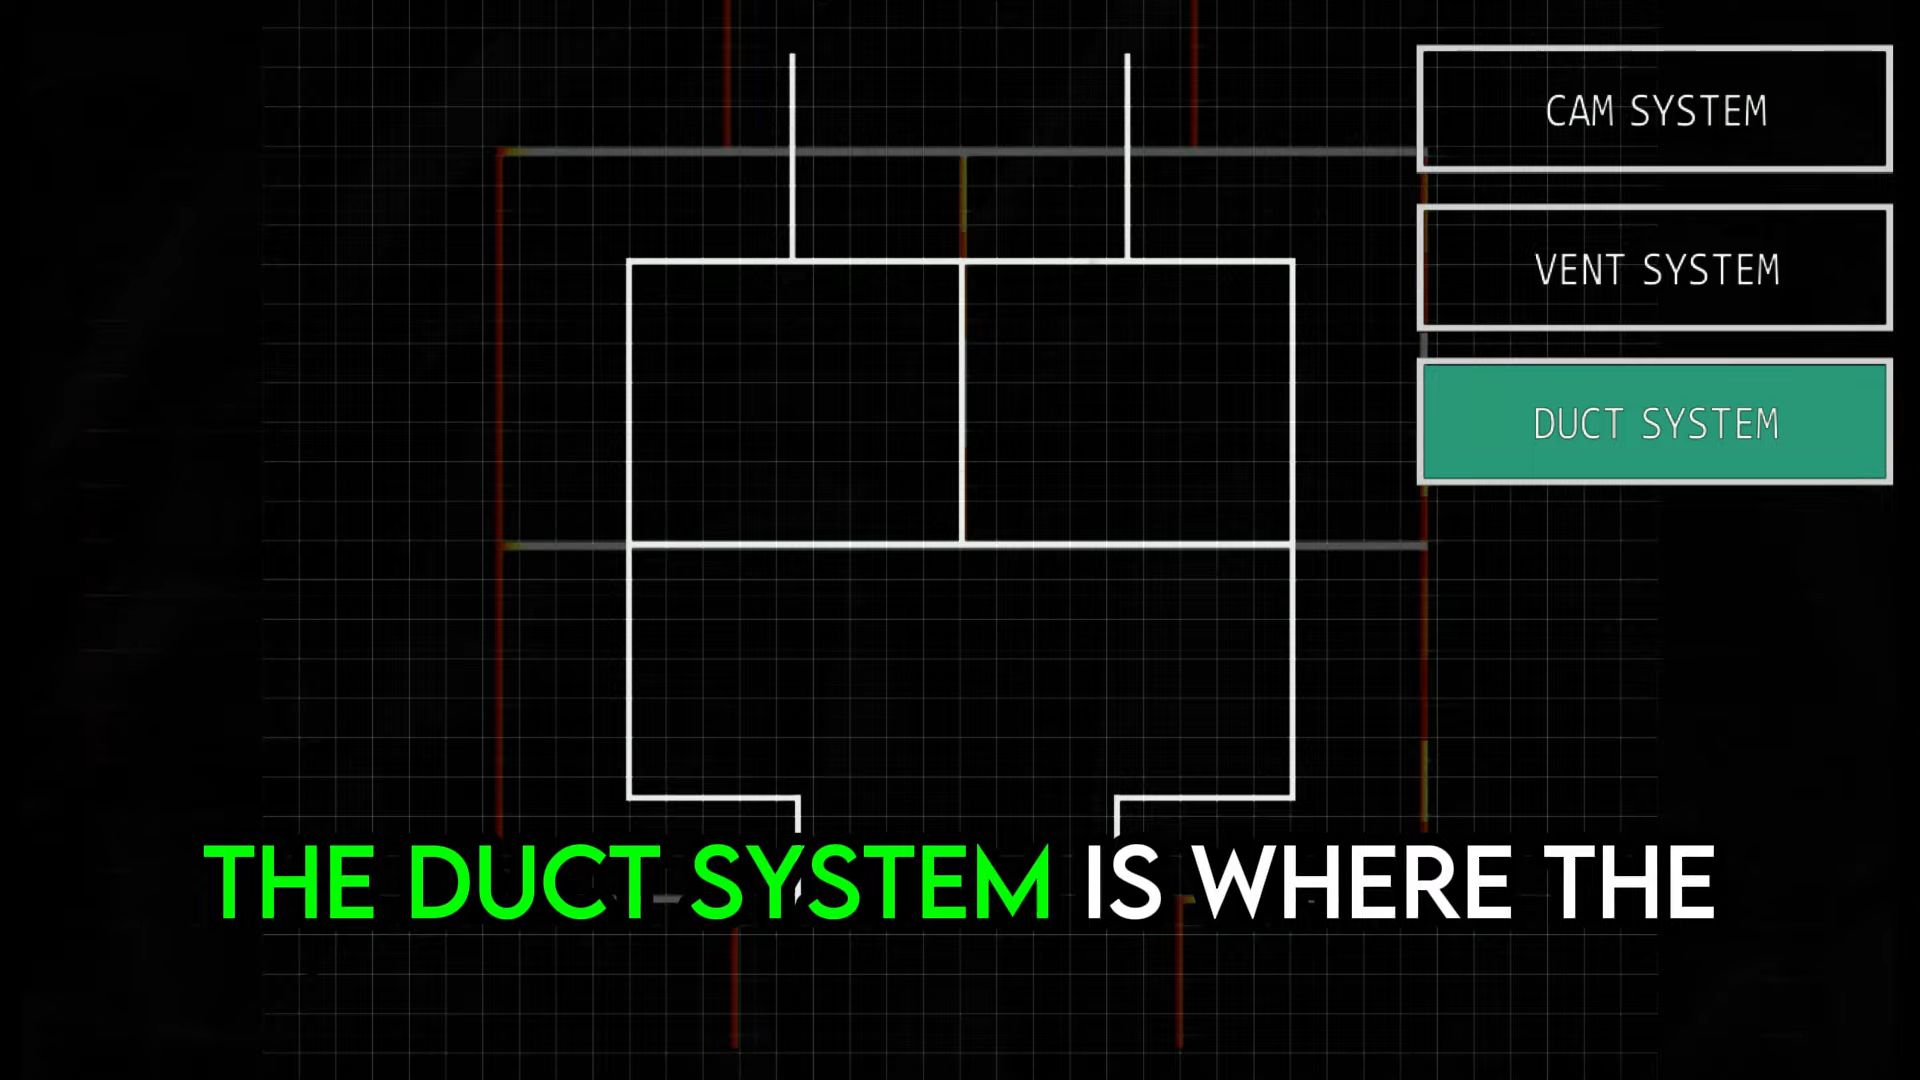 CAM SYSTEM
VENT SYSTEM
DUCT SYSTEM
THE DUCT SYSTEM IS WHERE THE